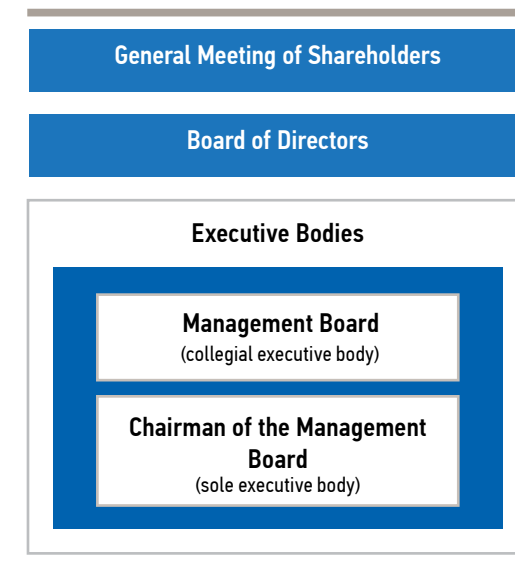 General Meeting of Shareholders
Board of Directors
Executive Bodies
Management Board
(collegial executive body)
Chairman of the Management
Board
(sole executive body)